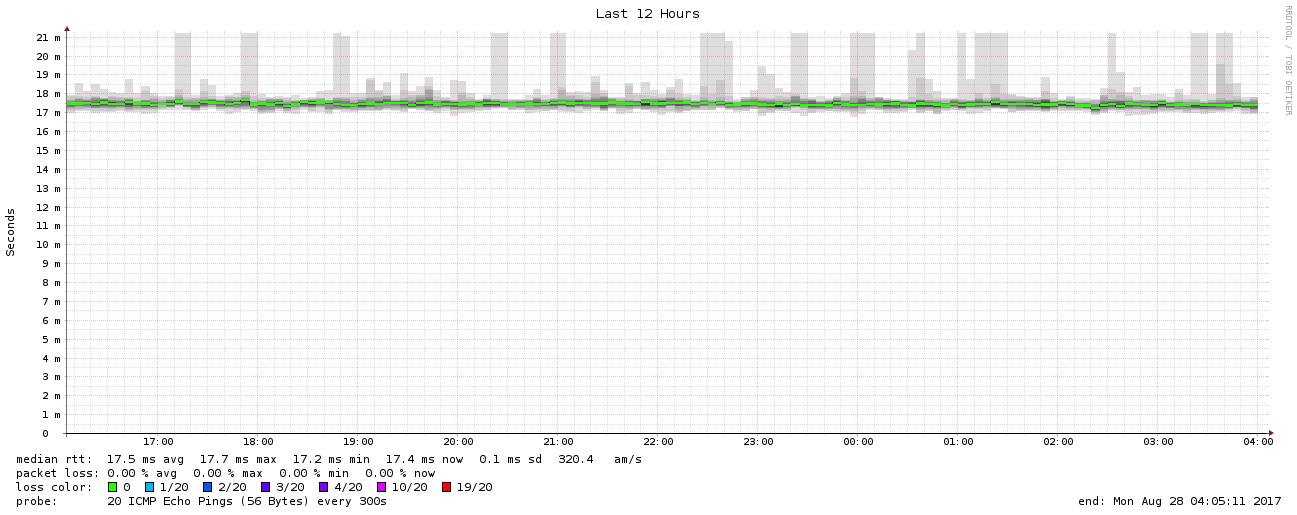 Last 12 Hours
RRDTOOL / TOBI OETIKER
Seconds
21 m
20 m
19 m
18 m
17 m
16 m
15 m
14 m
13 m
12 m
11 m
10 m
9 m
8 m
7 m
6 m
5 m
4 m
3 m
2 m
1 m
0
17:00 18:00 19:00 20:00 21:00 22:00 23:00 00:00 01:00 02:00 03:00 04:00
median rtt: 17.5 ms avg 17.7 ms max 17.2 ms min 17.4 ms now 0.1 ms sd 320.4 am/s
packet loss: 0.00 % avg 0.00 % max 0.00 % min 0.00 % now
loss color: 0 1/20 2/20 3/20 4/20 10/20 19/20
probe: 20 ICMP Echo Pings (56 Bytes) every 300s end: Mon Aug 28 04:05:11 2017